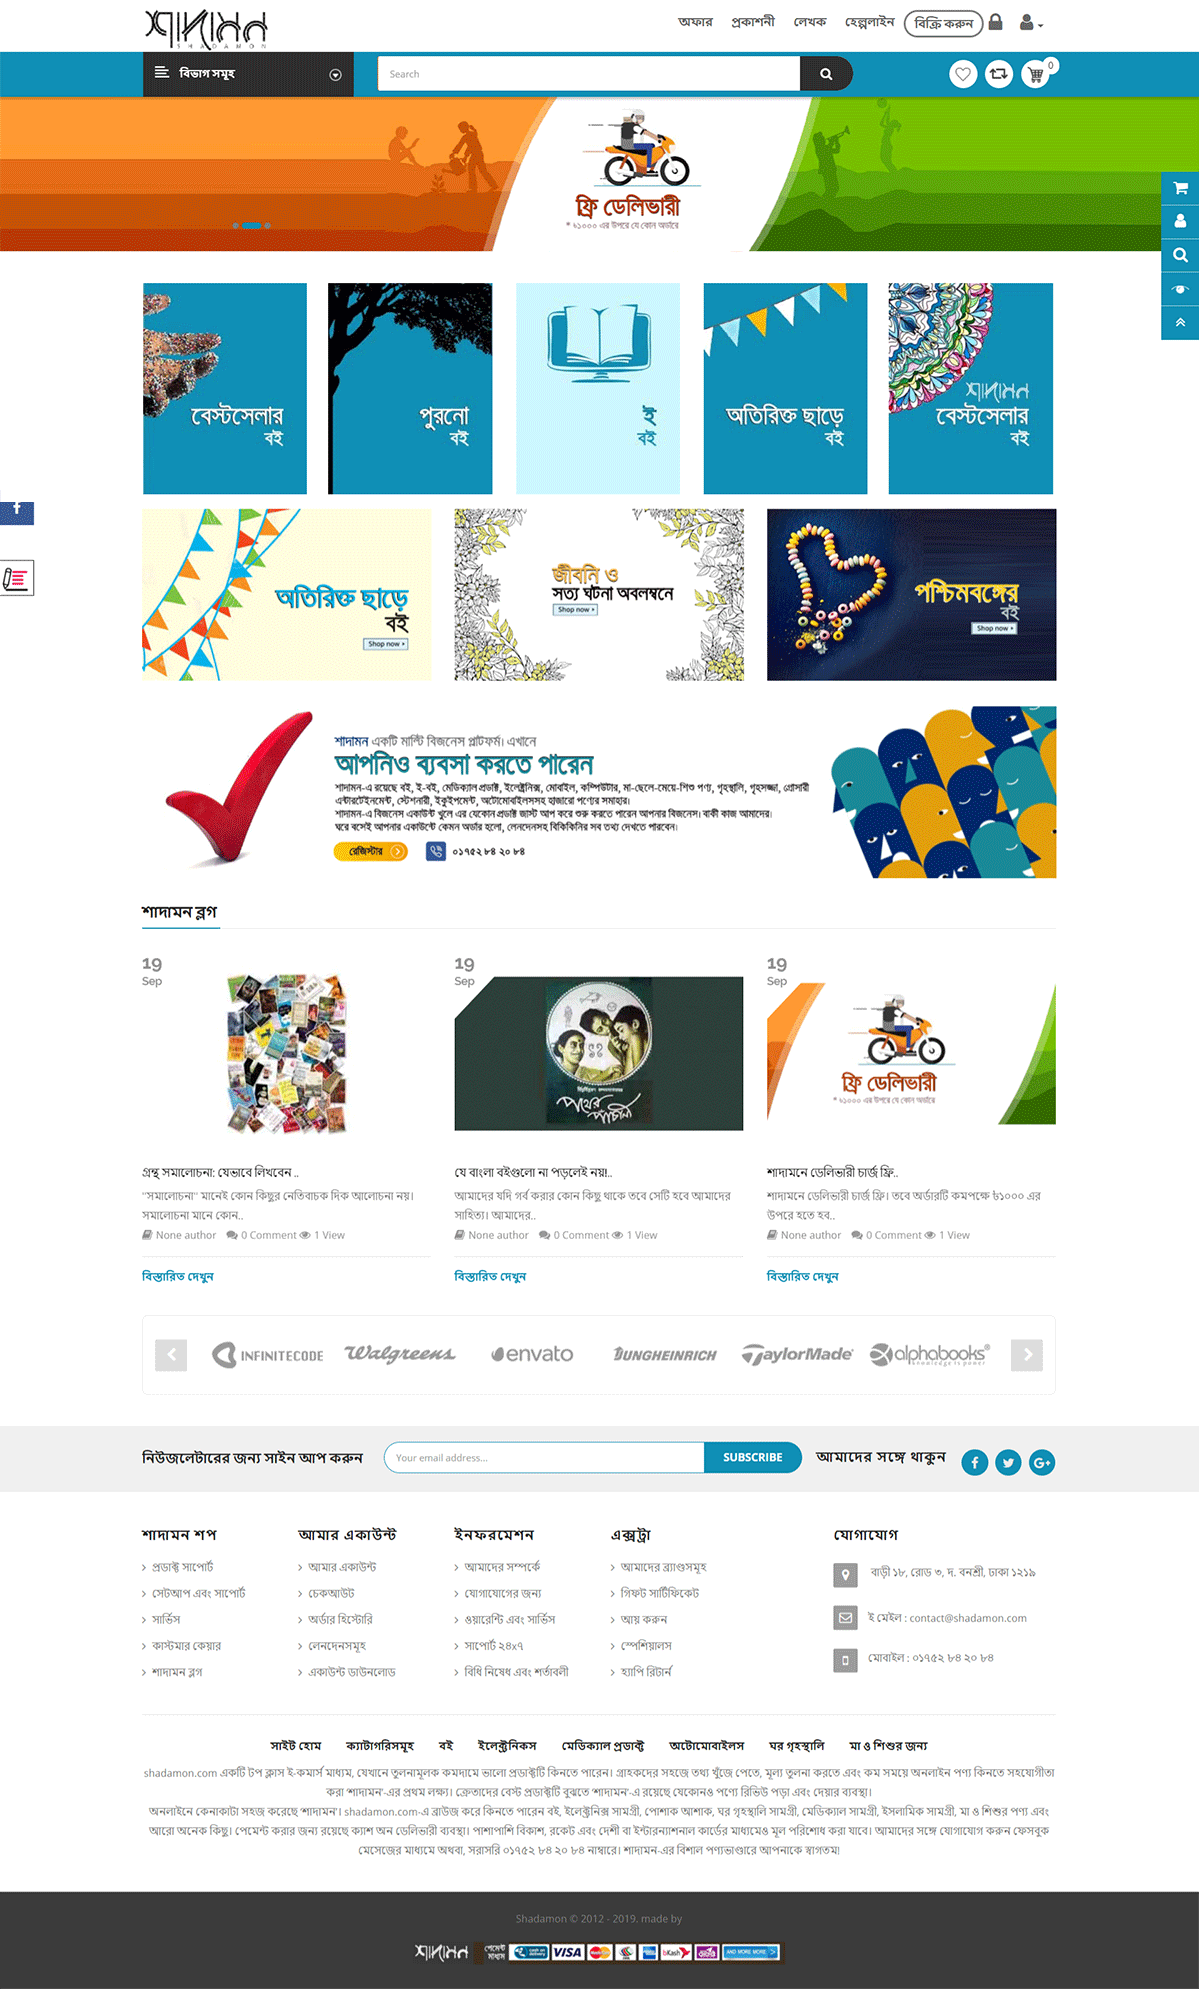 শাদামন
SHADAMON
অফার প্রকাশনী লেখক হেল্পলাইন বিক্রি করুন
বিভাগ সমূহ
Search
0
ফ্রি ডেলিভারী
* ৳১০০০ এর উপরে যে কোন অর্ডারে
বেস্টসেলার
বই
পুরনো
বই
ই
বই
অতিরিক্ত ছাড়ে
বই
শাদামন
বেস্টসেলার
বই
অতিরিক্ত ছাড়ে
বই
Shop now
জীবনি ও
সত্য ঘটনা অবলম্বনে
Shop now
পশ্চিমবঙ্গের
বই
Shop now
শাদামন একটি মাল্টি বিজনেস প্লাটফর্ম। এখানে
আপনিও ব্যবসা করতে পারেন
শাদামন-এ রয়েছে বই, ই-বই, মেডিক্যাল প্রডাক্ট, ইলেক্ট্রনিক্স, মোবাইল, কম্পিউটার, মা-ছেলে-মেয়ে-শিশু পণ্য, গৃহস্থালি, গৃহসজ্জা, গ্রোসারী
এন্টারটেইনমেন্ট, স্টেশনারী, ইকুইপমেন্ট, অটোমোবাইলসসহ হাজারো পণ্যের সমাহার।
শাদামন-এ বিজনেস একাউন্ট খুলে এর যেকোন প্রডাক্ট জাস্ট আপ করে শুরু করতে পারেন আপনার বিজনেস। বাকী কাজ আমাদের।
ঘরে বসেই আপনার একাউন্টে কেমন অর্ডার হলো, লেনদেনসহ বিকিকিনির সব তথ্য দেখতে পারবেন।
রেজিস্টার ০১৭৫২ ৮৪ ২০ ৮৪
শাদামন ব্লগ
19
Sep
19
Sep
পথের পাঁচালী
19
Sep
ফ্রি ডেলিভারী
* ৳১০০০ এর উপরে যে কোন অর্ডারে
গ্রন্থ সমালোচনা: যেভাবে লিখবেন ..
"সমালোচনা" মানেই কোন কিছুর নেতিবাচক দিক আলোচনা নয়।
সমালোচনা মানে কোন..
None author 0 Comment 1 View
বিস্তারিত দেখুন
যে বাংলা বইগুলো না পড়লেই নয়!..
আমাদের যদি গর্ব করার কোন কিছু থাকে তবে সেটি হবে আমাদের
সাহিত্য। আমাদের..
None author 0 Comment 1 View
বিস্তারিত দেখুন
শাদামনে ডেলিভারী চার্জ ফ্রি..
শাদামনে ডেলিভারী চার্জ ফ্রি। তবে অর্ডারটি কমপক্ষে ৳১০০০ এর
উপরে হতে হব..
None author 0 Comment 1 View
বিস্তারিত দেখুন
INFINITECODE Walgreens envato JUNGHEINRICH TaylorMade alphabooks
knowledge is power
নিউজলেটারের জন্য সাইন আপ করুন Your email address... SUBSCRIBE আমাদের সঙ্গে থাকুন
শাদামন শপ
প্রডাক্ট সাপোর্ট
সেটআপ এবং সাপোর্ট
সার্ভিস
কাস্টমার কেয়ার
শাদামন ব্লগ
আমার একাউন্ট
আমার একাউন্ট
চেকআউট
অর্ডার হিস্টোরি
লেনদেনসমূহ
একাউন্ট ডাউনলোড
ইনফরমেশন
আমাদের সম্পর্কে
যোগাযোগের জন্য
ওয়ারেন্টি এবং সার্ভিস
সাপোর্ট ২৪x৭
বিধি নিষেধ এবং শর্তাবলী
এক্সট্রা
আমাদের ব্র্যাণ্ডসমূহ
গিফট সার্টিফিকেট
আয় করুন
স্পেশিয়ালস
হ্যাপি রিটার্ন
যোগাযোগ
বাড়ী ১৮, রোড ৩, দ. বনশ্রী, ঢাকা ১২১৯
ই মেইল : contact@shadamon.com
মোবাইল : ০১৭৫২ ৮৪ ২০ ৮৪
সাইট হোম ক্যাটাগরিসমূহ বই ইলেক্ট্রনিকস মেডিক্যাল প্রডাক্ট অটোমোবাইলস ঘর গৃহস্থালি মা ও শিশুর জন্য
shadamon.com একটি টপ ক্লাস ই-কমার্স মাধ্যম, যেখানে তুলনামূলক কমদামে ভালো প্রডাক্টটি কিনতে পারেন। গ্রাহকদের সহজে তথ্য খুঁজে পেতে, মূল্য তুলনা করতে এবং কম সময়ে অনলাইন পণ্য কিনতে সহযোগীতা
করা 'শাদামন'-এর প্রথম লক্ষ্য। ক্রেতাদের বেস্ট প্রডাক্টটি বুঝতে 'শাদামন'-এ রয়েছে যেকোনও পণ্যে রিভিউ পড়া এবং দেয়ার ব্যবস্থা।
অনলাইনে কেনাকাটা সহজ করেছে 'শাদামন'। shadamon.com-এ ব্রাউজ করে কিনতে পারেন বই, ইলেক্ট্রনিক্স সামগ্রী, পোশাক আশাক, ঘর গৃহস্থালি সামগ্রী, মেডিক্যাল সামগ্রী, ইসলামিক সামগ্রী, মা ও শিশুর পণ্য এবং
আরো অনেক কিছু। পেমেন্ট করার জন্য রয়েছে ক্যাশ অন ডেলিভারী ব্যবস্থা। পাশাপাশি বিকাশ, রকেট এবং দেশী বা ইন্টারন্যাশনাল কার্ডের মাধ্যমেও মূল্য পরিশোধ করা যাবে। আমাদের সঙ্গে যোগাযোগ করুন ফেসবুক
মেসেজের মাধ্যমে অথবা, সরাসরি ০১৭৫২ ৮৪ ২০ ৮৪ নাম্বারে। শাদামন-এর বিশাল পণ্যভাণ্ডারে আপনাকে স্বাগতম!
Shadamon © 2012 - 2019. made by
শাদামন পেমেন্ট মাধ্যম VISA bKash AND MORE MORE >